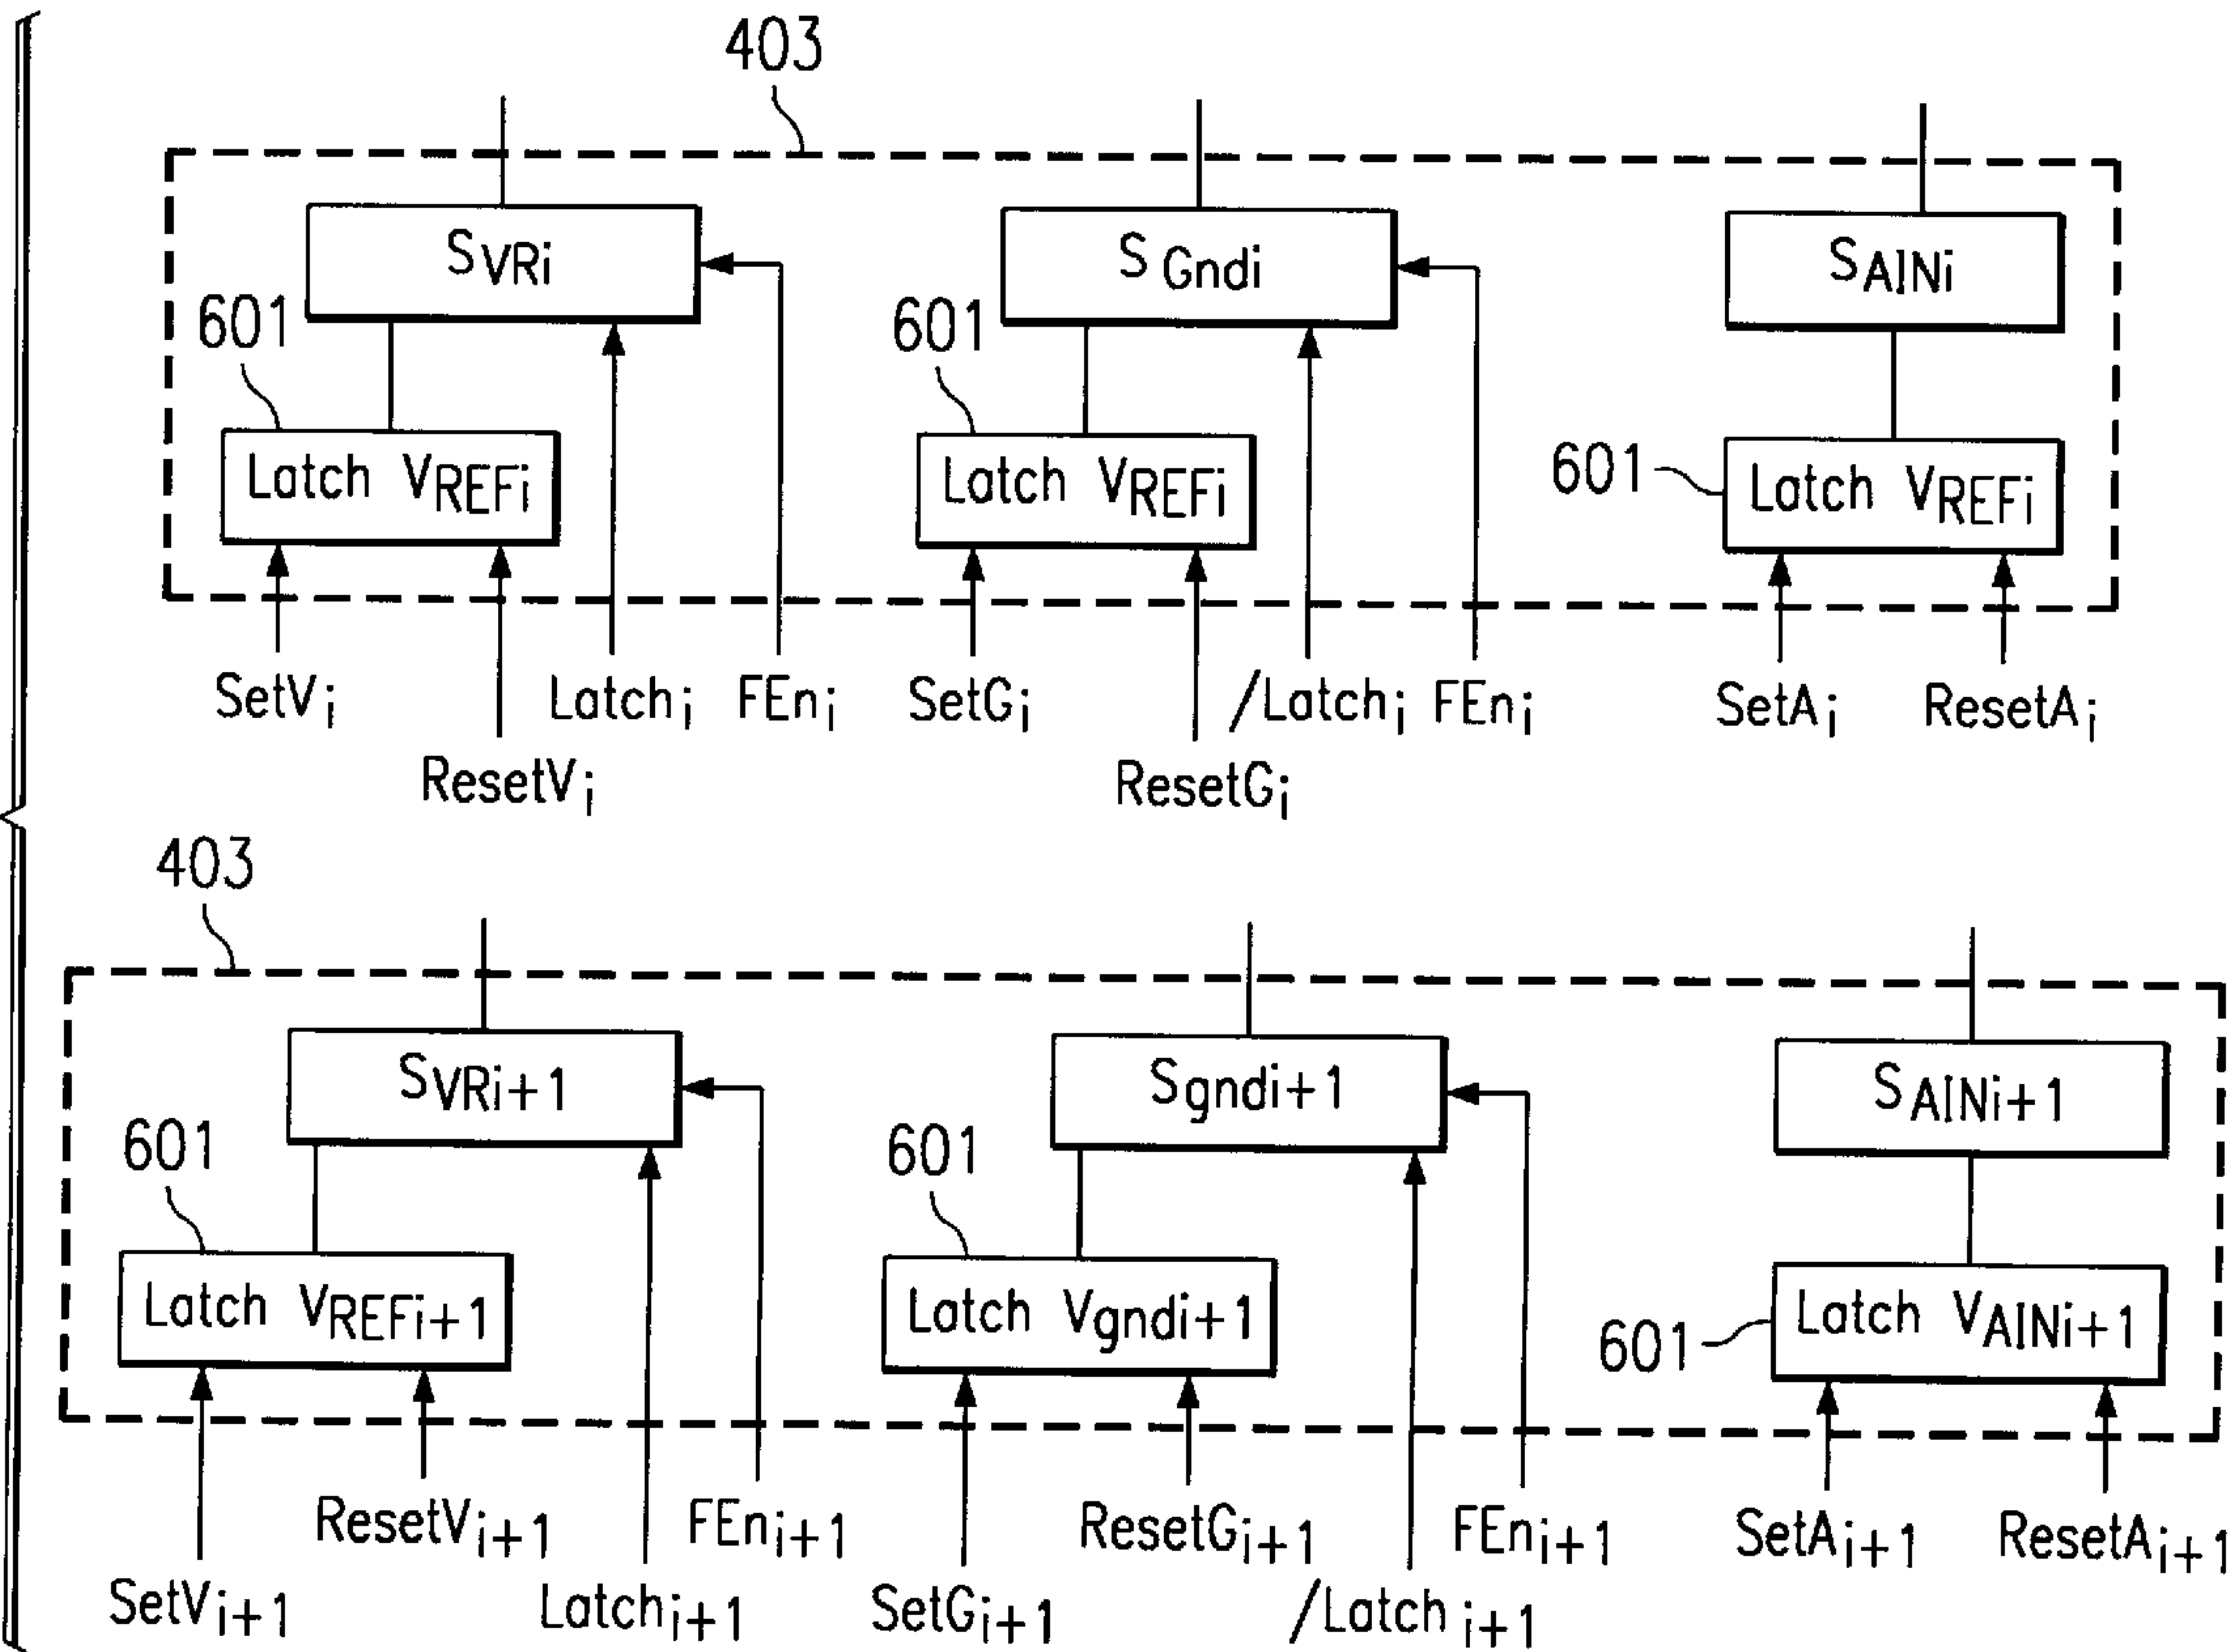 403
SVRi
S Gndi
SAINi
601
601
601
Latch VREFi
Latch VREFi
Latch VREFi
SetVi
Latchi
FEni
SetGi
/Latchi
FEni
SetAi
ResetAi
ResetVi
ResetGi
403
SVRi+1
Sgndi+1
SAINi+1
601
601
601
Latch VREFi+1
Latch Vgndi+1
Latch VAINi+1
ResetVi+1
FEni+1
ResetGi+1
FEni+1
SetAi+1
ResetAi+1
SetVi+1
Latchi+1
SetGi+1
/Latch i+1